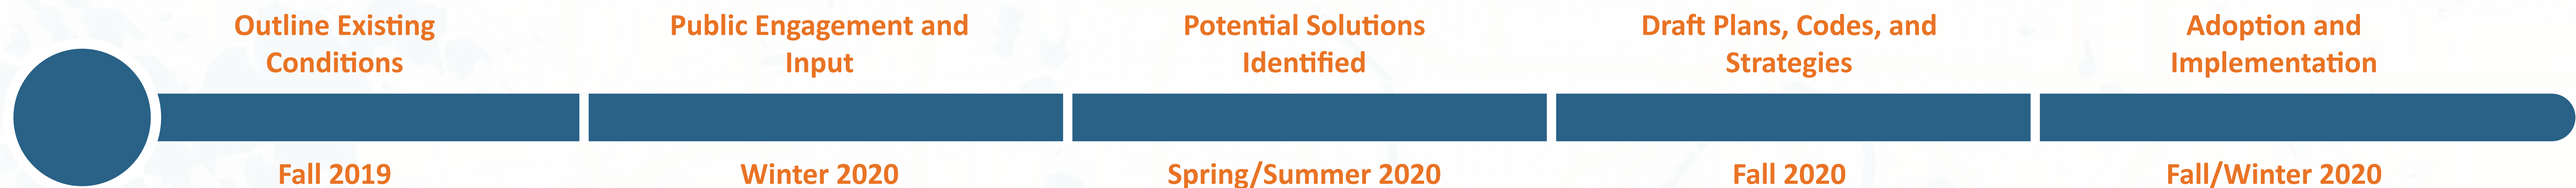 Outline Existing
Conditions
Fall 2019
Public Engagement and
Input
Winter 2020
Potential Solutions
Identified
Spring/Summer 2020
Draft Plans, Codes, and
Strategies
Fall 2020
Adoption and
Implementation
Fall/Winter 2020